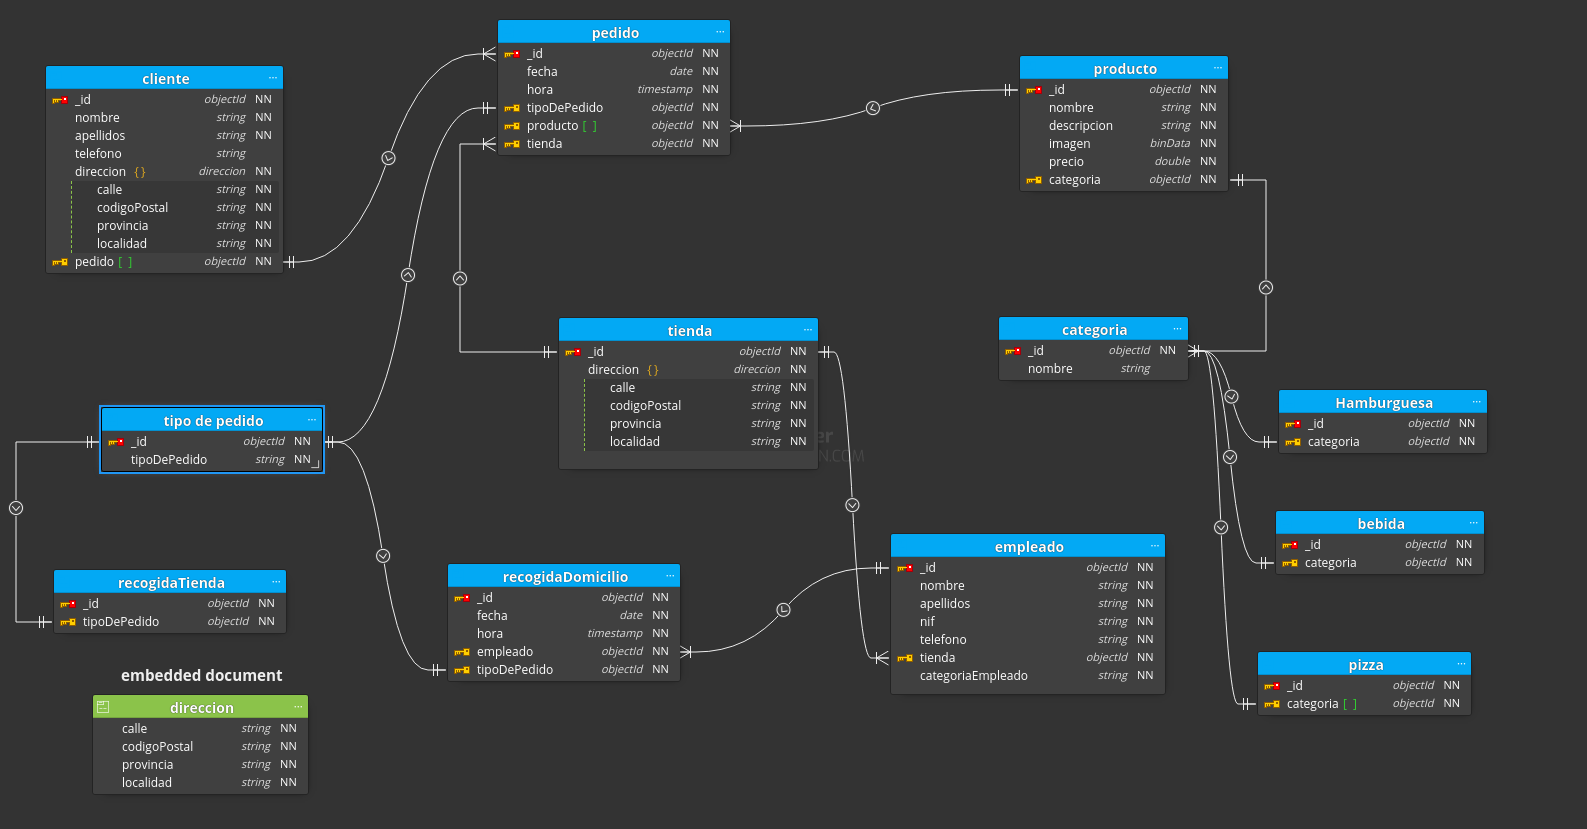 cliente
_id objectId NN
nombre string NN
apellidos string NN
telefono string
direccion {} direccion NN
calle string NN
codigoPostal string NN
provincia string NN
localidad string NN
pedido [ ] objectId NN
pedido
_id objectId NN
fecha date NN
hora timestamp NN
tipoDePedido objectId NN
producto [ ] objectId NN
tienda objectId NN
producto
_id objectId NN
nombre string NN
descripcion string NN
imagen binData NN
precio double NN
categoria objectId NN
tienda
_id objectId NN
direccion {} direccion NN
calle string NN
codigoPostal string NN
provincia string NN
localidad string NN
categoria
_id objectId NN
nombre string
tipo de pedido
_id objectId NN
tipoDePedido string NN
Hamburguesa
_id objectId NN
categoria objectId NN
bebida
_id objectId NN
categoria objectId NN
recogidaTienda
_id objectId NN
tipoDePedido objectId NN
recogidaDomicilio
_id objectId NN
fecha date NN
hora timestamp NN
empleado objectId NN
tipoDePedido objectId NN
empleado
_id objectId NN
nombre string NN
apellidos string NN
nif string NN
telefono string NN
tienda objectId NN
categoriaEmpleado string NN
pizza
_id objectId NN
categoria [ ] objectId NN
embedded document
direccion
calle string NN
codigoPostal string NN
provincia string NN
localidad string NN